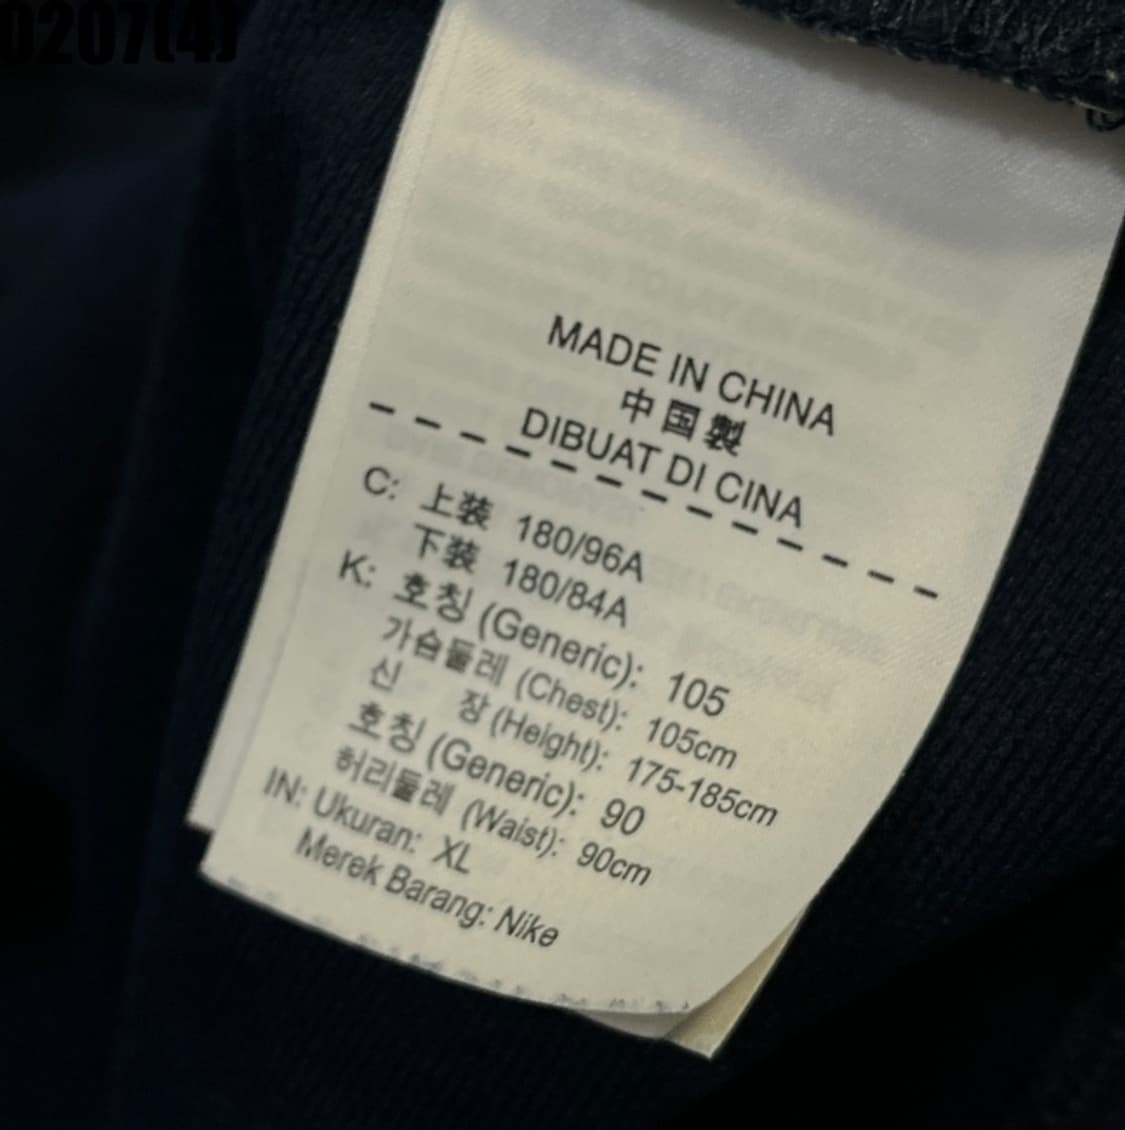 0207(4)
MADE IN CHINA
中国製
DIBUAT DI CINA
C: 上装 180/96A
下装 180/84A
K: 호칭 (Generic): 105
가슴둘레 (Chest): 105cm
신 장 (Height): 175-185cm
호칭 (Generic): 90
허리둘레 (Waist): 90cm
IN: Ukuran: XL
Merek Barang: Nike